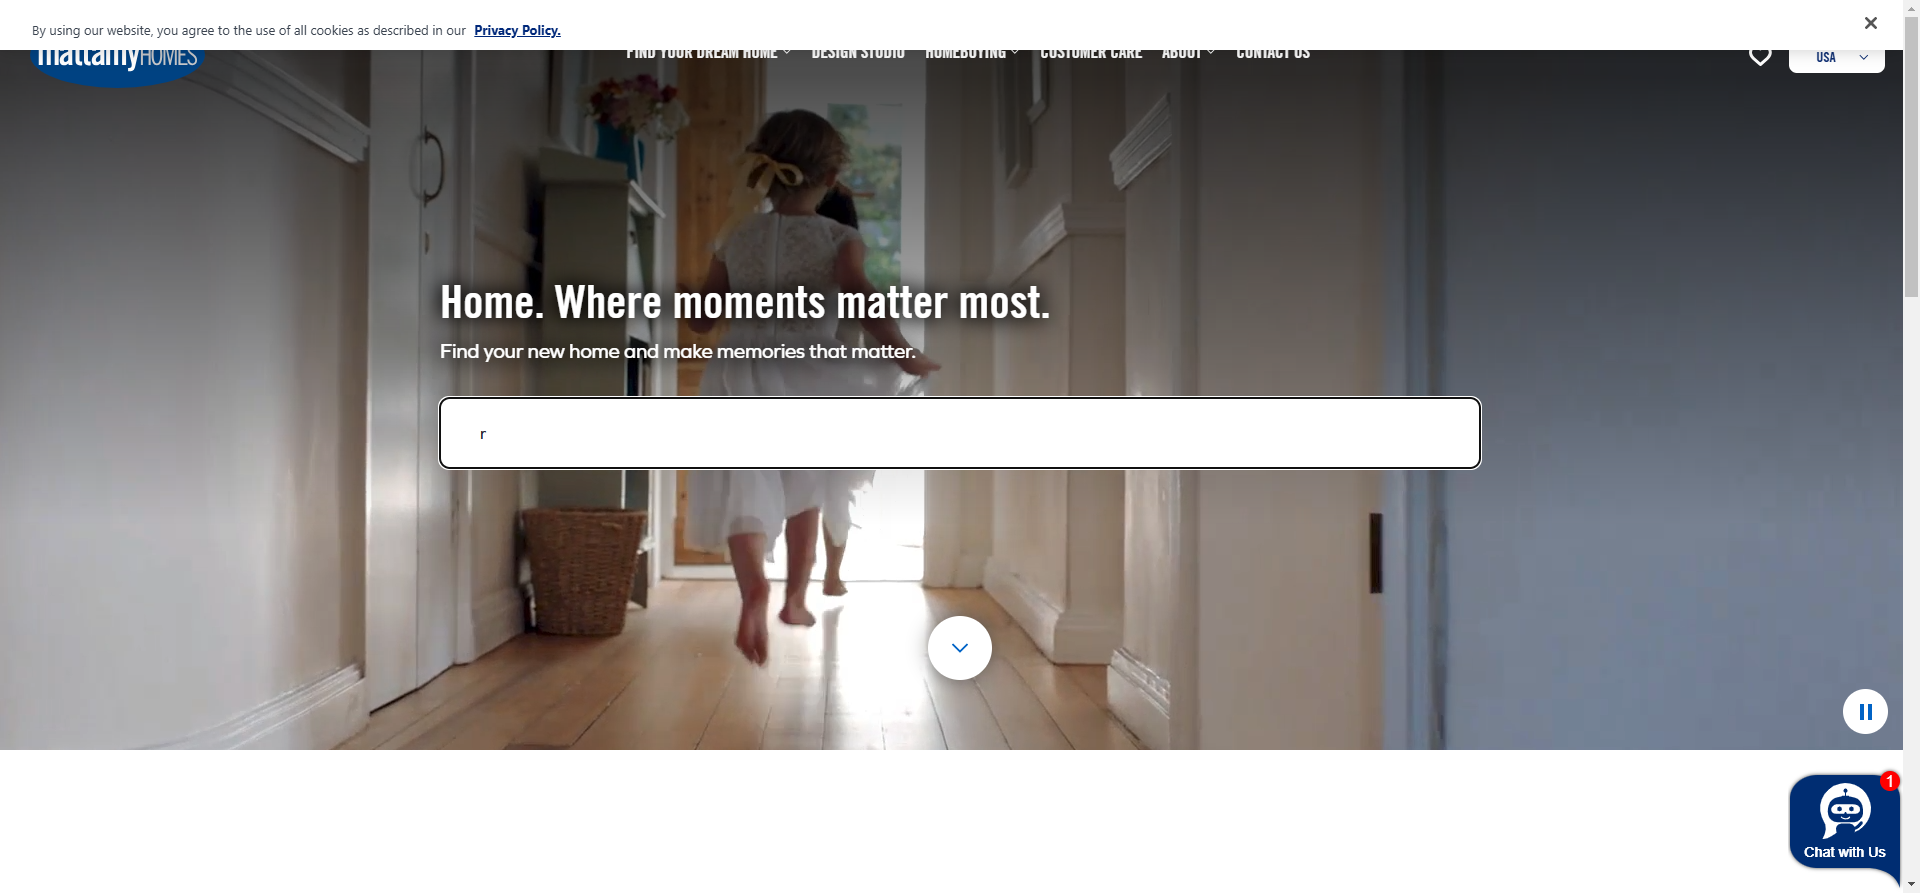 By using our website, you agree to the use of all cookies as described in our Privacy Policy.
mattamyHOMES
FIND YOUR DREAM HOME
DESIGN STUDIO
HOMEBUYING
CUSTOMER CARE
ABOUT
CONTACT US
USA
Home. Where moments matter most.
Find your new home and make memories that matter.
r
1
Chat with Us